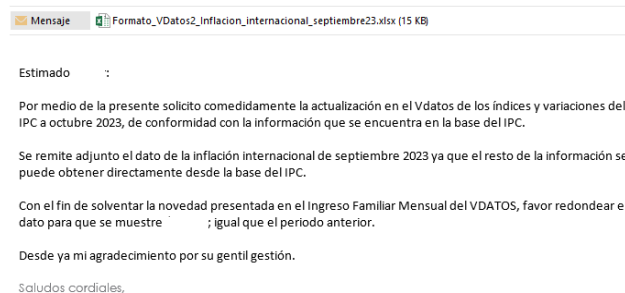 Mensaje Formato_VDatos2_Inflacion_internacional_septiembre23.xlsx (15 KB)
Estimado :
Por medio de la presente solicito comedidamente la actualización en el Vdatos de los índices y variaciones del
IPC a octubre 2023, de conformidad con la información que se encuentra en la base del IPC.
Se remite adjunto el dato de la inflación internacional de septiembre 2023 ya que el resto de la información se
puede obtener directamente desde la base del IPC.
Con el fin de solventar la novedad presentada en el Ingreso Familiar Mensual del VDATOS, favor redondear e
dato para que se muestre ; igual que el periodo anterior.
Desde ya mi agradecimiento por su gentil gestión.
Saludos cordiales,